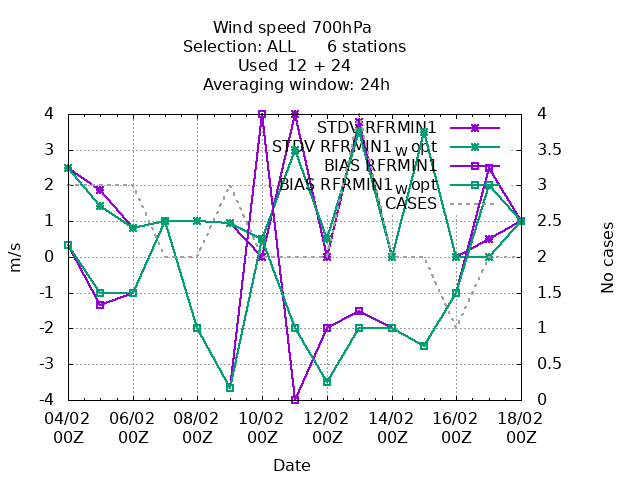 Wind speed 700hPa
Selection: ALL      6 stations
Used  12 + 24
Averaging window: 24h
STDV RFRMIN1
STDV RFRMIN1_W opt
BIAS RFRMIN1
BIAS RFRMIN1_W opt
CASES
4
3
2
1
0
-1
-2
-3
-4
m/s
4
3.5
3
2.5
2
1.5
1
0.5
0
No cases
04/02 06/02 08/02 10/02 12/02 14/02 16/02 18/02
00Z 00Z 00Z 00Z 00Z 00Z 00Z 00Z
Date